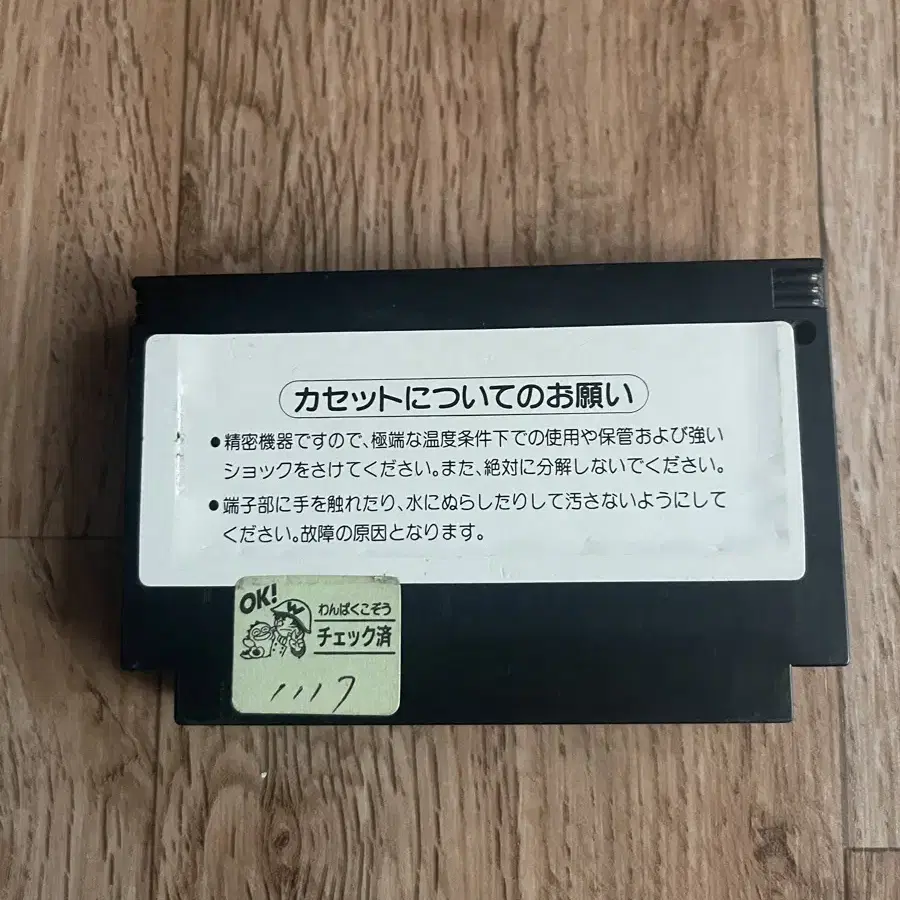 カセットについてのお願い
●精密機器ですので、極端な温度条件下での使用や保管および強い
ショックをさけてください。また、絶対に分解しないでください。
●端子部に手を触れたり、水にぬらしたりして汚さないようにして
ください。故障の原因となります。
OK!
わんぱくこぞう
チェック済
1117